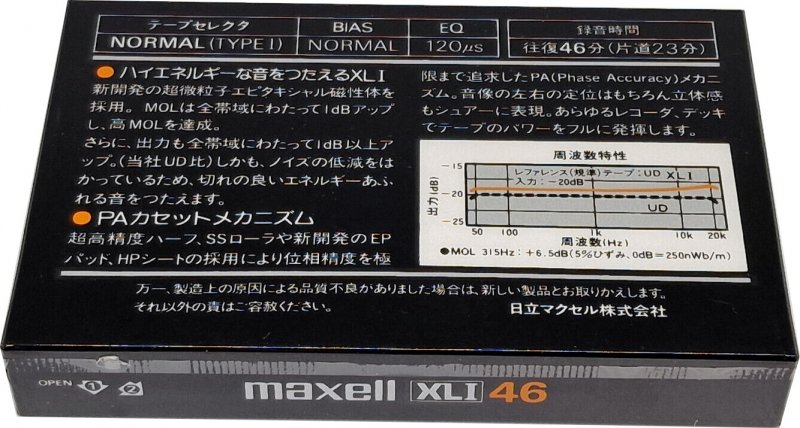 テープセレクタ BIAS EQ 録音時間
NORMAL(TYPE I) NORMAL 120μs 往復46分(片道23分)
●ハイエネルギーな音をつたえるXL I
新開発の超微粒子エピタキシャル磁性体を
採用。MOLは全帯域にわたって1dBアップ
し、高MOLを達成。
さらに、出力も全帯域にわたって1dB以上ア
ップ。(当社UD比)しかも、ノイズの低減をは
かっているため、切れの良いエネルギーあふ
れる音をつたえます。
●PAカセットメカニズム
超高精度ハーフ、SSローラや新開発のEP
パッド、HPシートの採用により位相精度を極
限まで追求したPA(Phase Accuracy)メカニ
ズム。音像の左右の定位はもちろん立体感
もシュアーに表現。あらゆるレコーダ、デッキ
でテープのパワーをフルに発揮します。
周波数特性
レファレンス(規準)テープ:UD XL I
入力:-20dB
出力(dB)
-15
-20
-25
UD
50 100 1k 10k 20k
周波数(Hz)
●MOL 315Hz: +6.5dB(5%ひずみ、0dB=250nWb/m)
万一、製造上の原因による品質不良がありました場合は、新しい製品とお取りかえします。
それ以外の責はご容赦ください。
日立マクセル株式会社
OPEN 1 2
maxell XL I 46